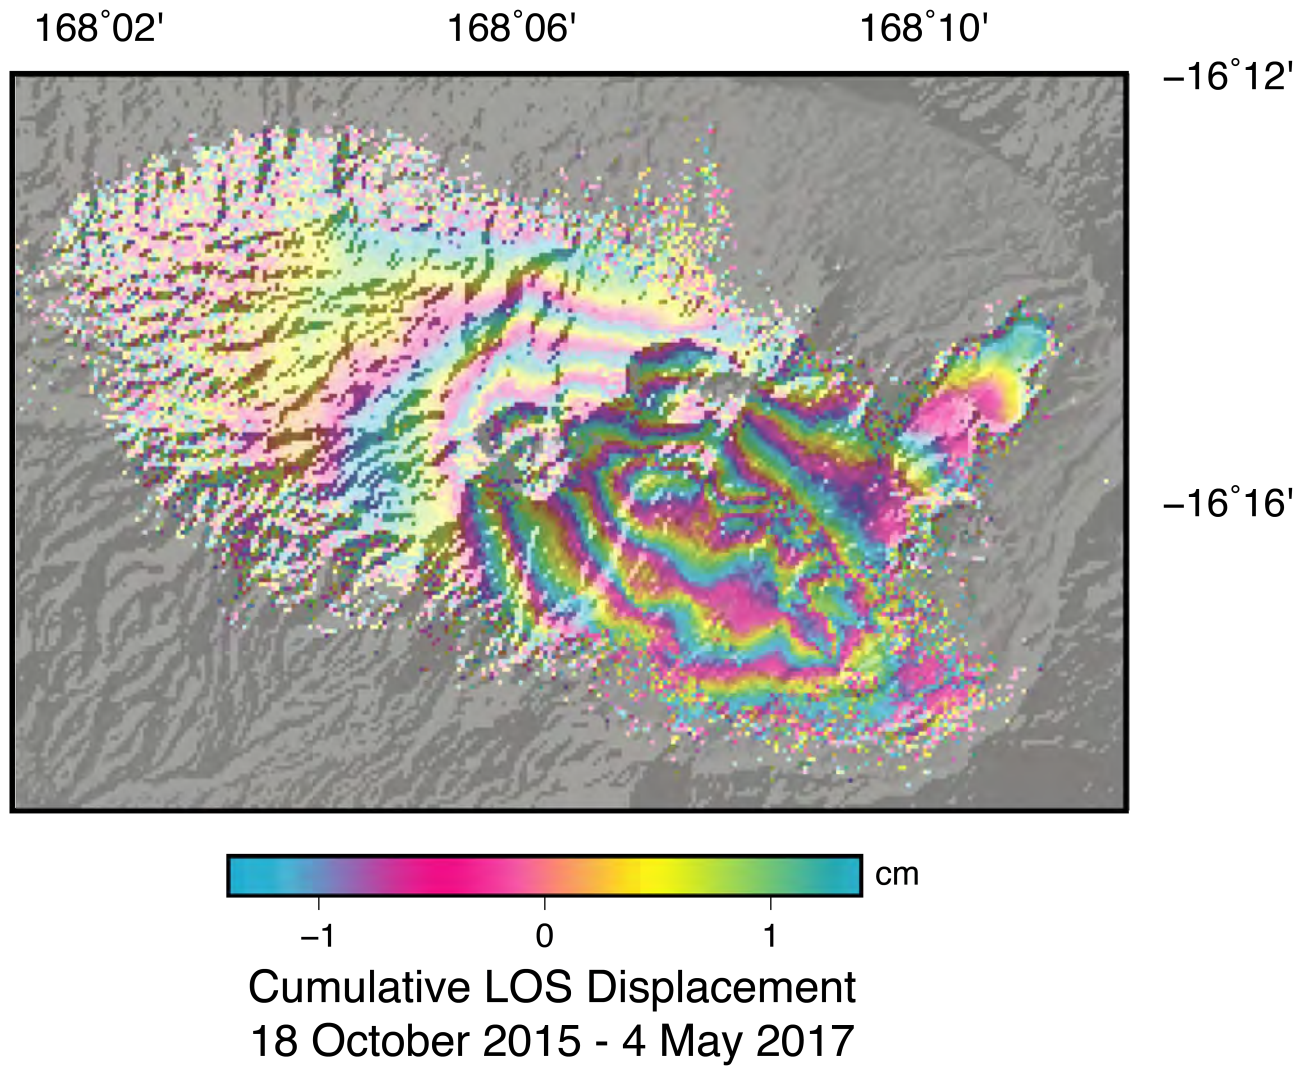 168˚02' 168˚06' 168˚10'
−16˚12'
−16˚16'
cm
−1 0 1
Cumulative LOS Displacement
18 October 2015 - 4 May 2017